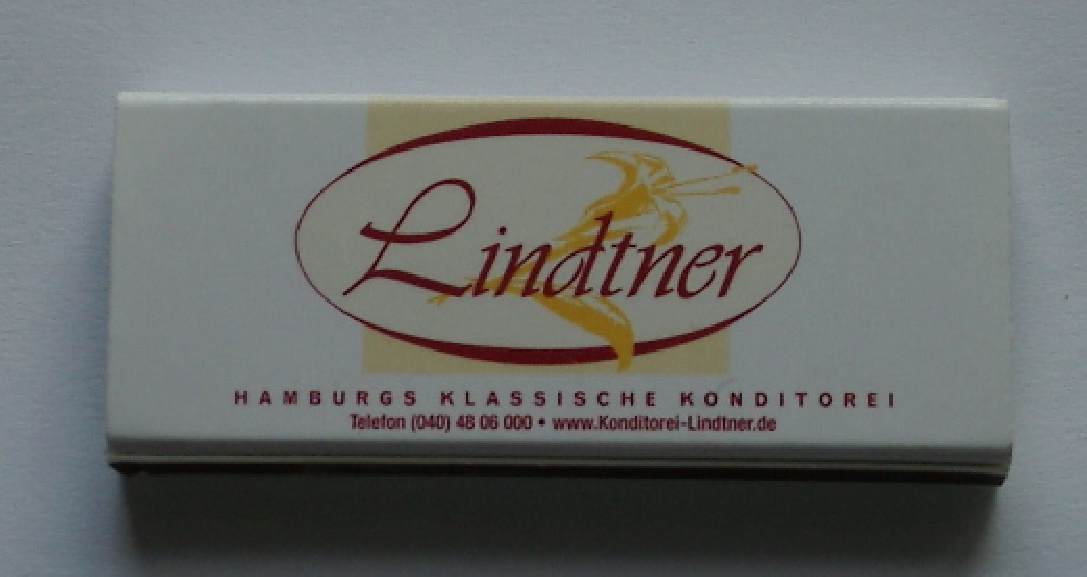 Lindtner
HAMBURGS KLASSISCHE KONDITOREI
Telefon (040) 48 06 000 • www.Konditorei-Lindtner.de